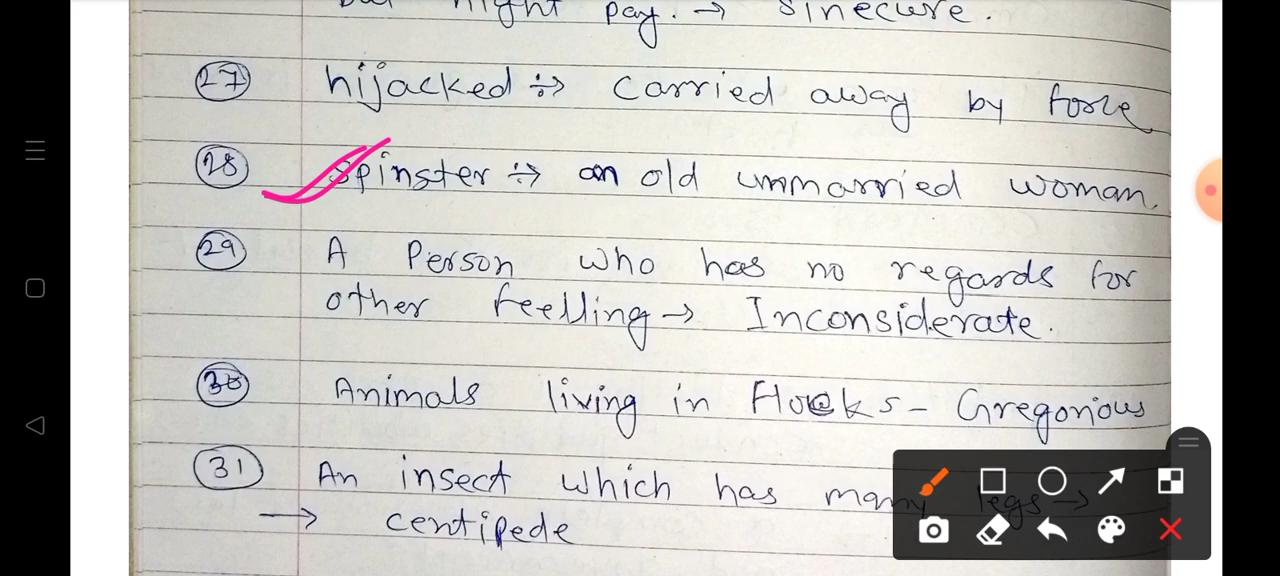 but hight pay. → Sinecure.
27 hijacked ÷> Carried away by force
28 Spinster ÷> an old unmarried woman.
29 A Person who has no regards for
other feelling → Inconsiderate.
30 Animals living in Flocks - Gregorious
31 An insect which has many legs →
→ centipede